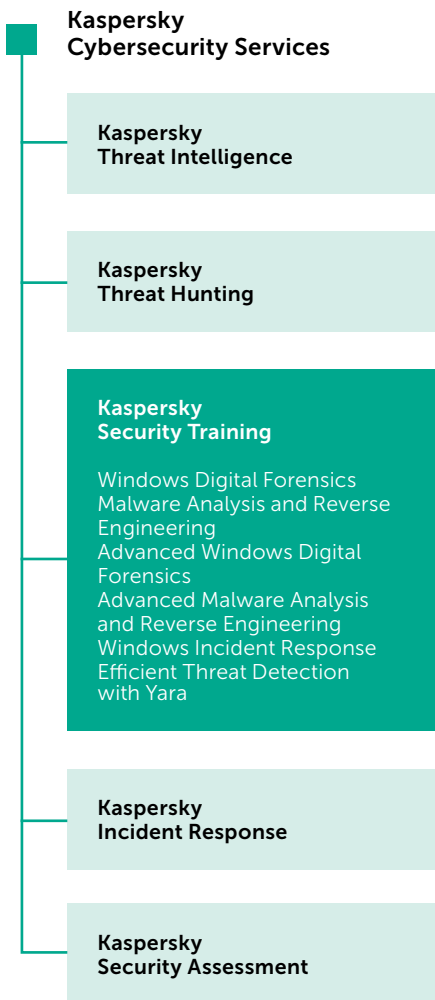 Kaspersky
Cybersecurity Services
Kaspersky
Threat Intelligence
Kaspersky
Threat Hunting
Kaspersky
Security Training
Windows Digital Forensics
Malware Analysis and Reverse
Engineering
Advanced Windows Digital
Forensics
Advanced Malware Analysis
and Reverse Engineering
Windows Incident Response
Efficient Threat Detection
with Yara
Kaspersky
Incident Response
Kaspersky
Security Assessment